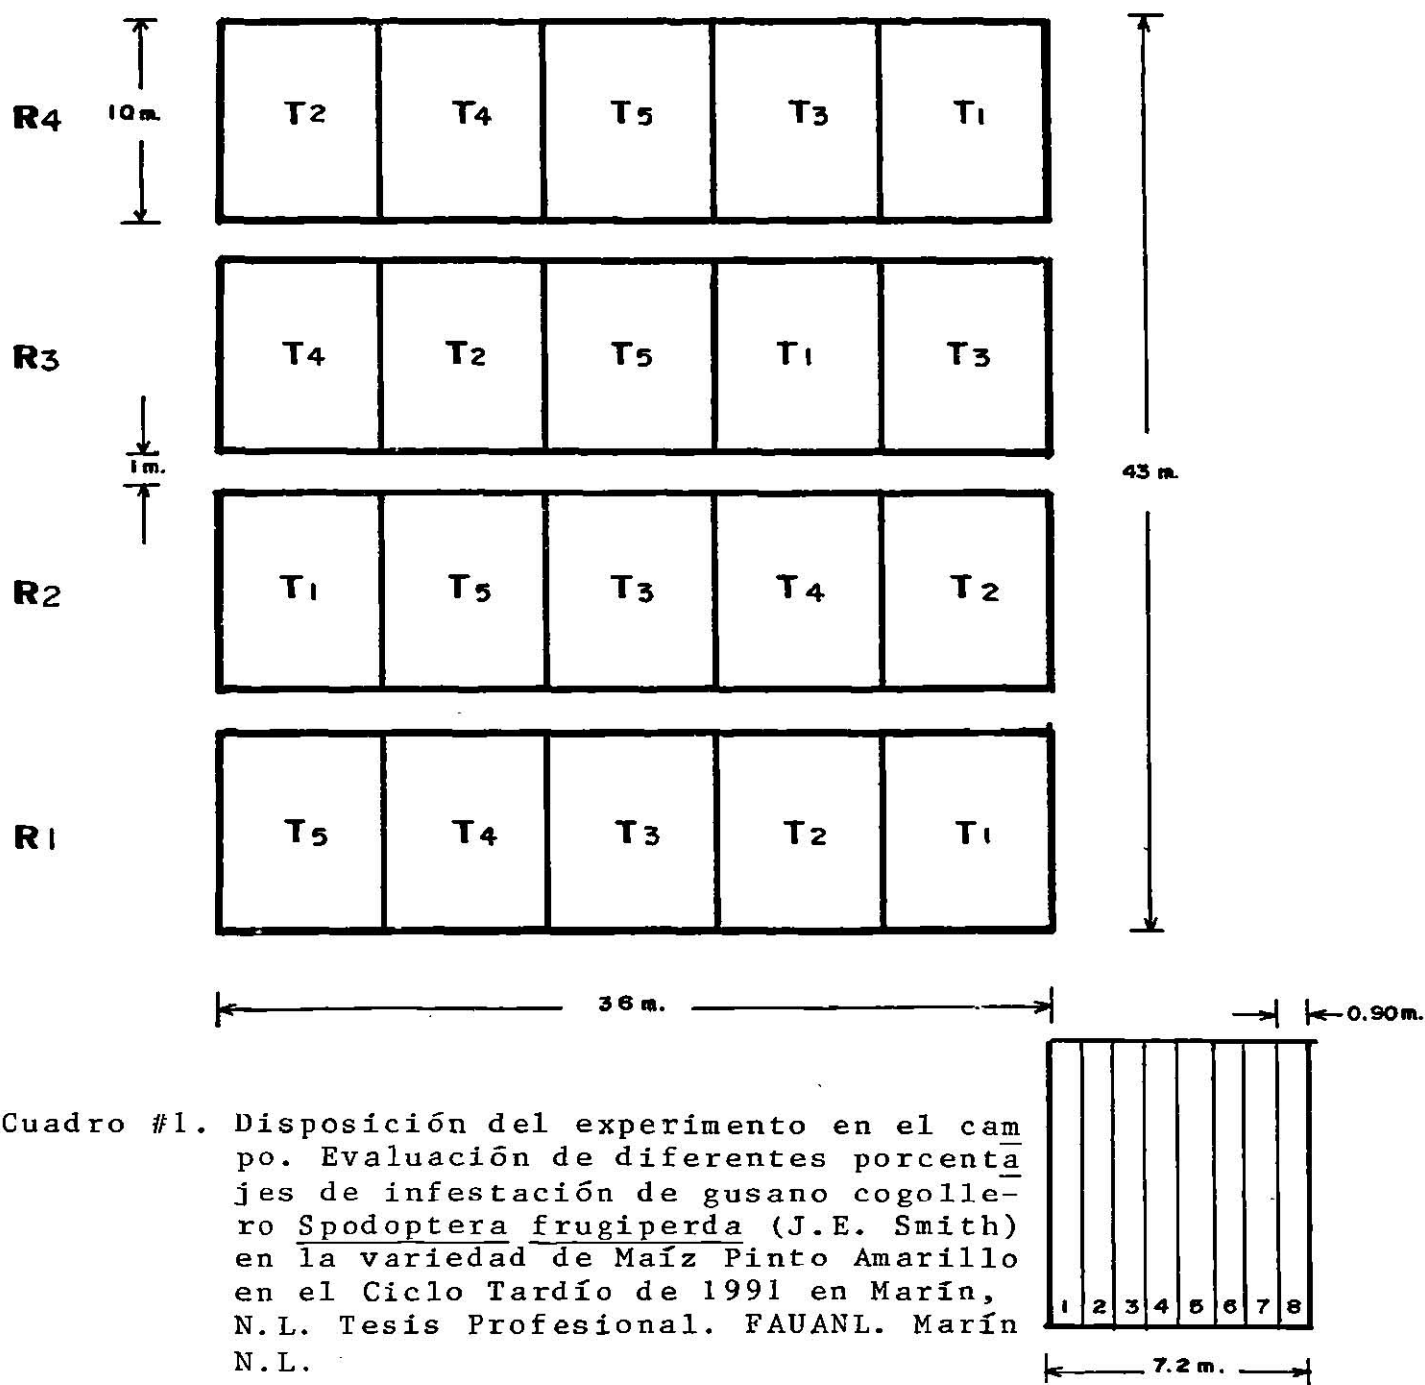 R4 10 m. T2 T4 T5 T3 T1
R3 T4 T2 T5 T1 T3
1 m.
43 m.
R2 T1 T5 T3 T4 T2
R1 T5 T4 T3 T2 T1
36 m.
0.90 m.
Cuadro #1. Disposición del experimento en el cam
po. Evaluación de diferentes porcenta
jes de infestación de gusano cogolle-
ro Spodoptera frugiperda (J.E. Smith)
en la variedad de Maíz Pinto Amarillo
en el Ciclo Tardío de 1991 en Marín,
N.L. Tesis Profesional. FAUANL. Marín
N.L.
1 2 3 4 5 6 7 8
7.2 m.